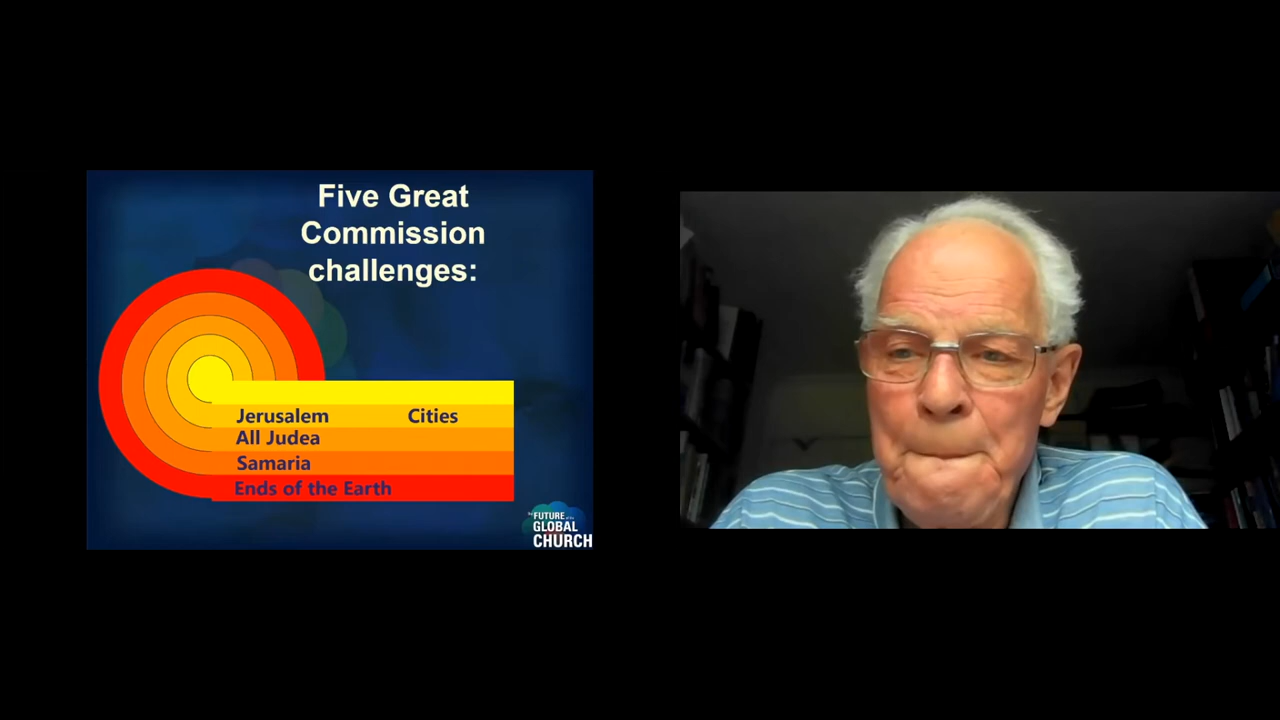 Five Great
Commission
challenges:
Jerusalem Cities
All Judea
Samaria
Ends of the Earth
FUTURE
GLOBAL
CHURCH